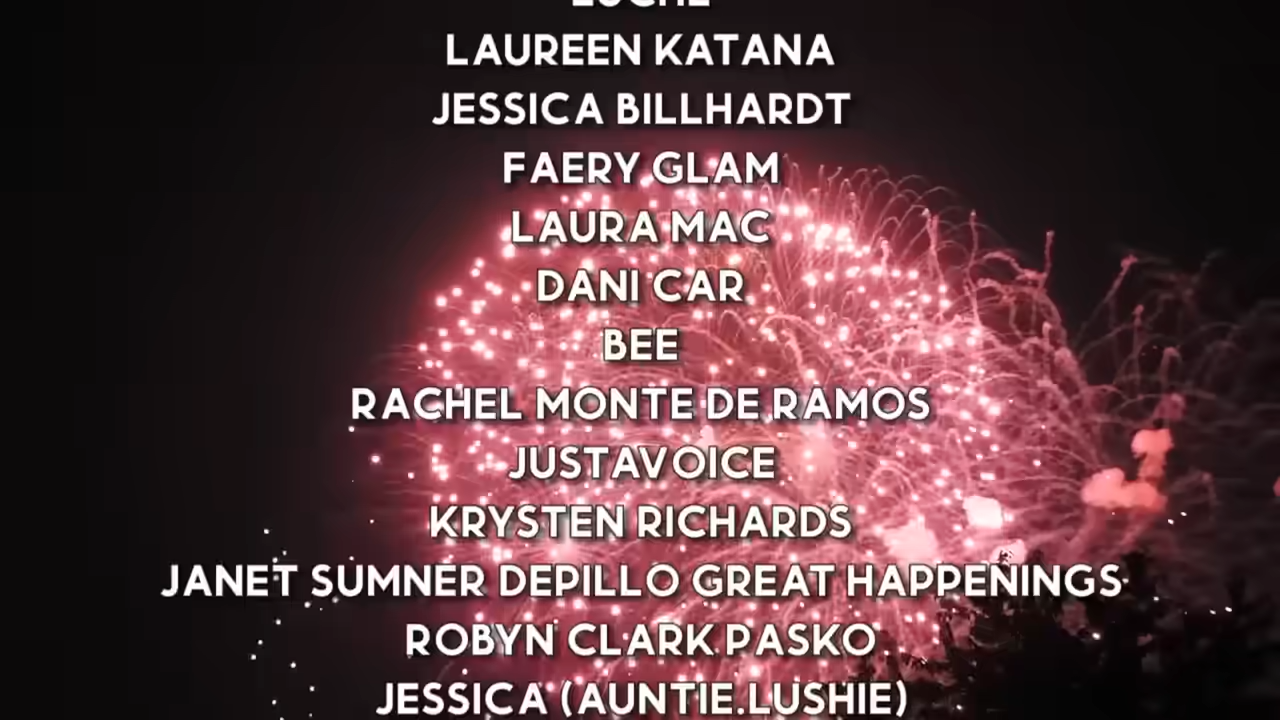 LAUREEN KATANA
JESSICA BILLHARDT
FAERY GLAM
LAURA MAC
DANI CAR
BEE
RACHEL MONTE DE RAMOS
JUSTAVOICE
KRYSTEN RICHARDS
JANET SUMNER DEPILLO GREAT HAPPENINGS
ROBYN CLARK PASKO
JESSICA (AUNTIE.LUSHIE)